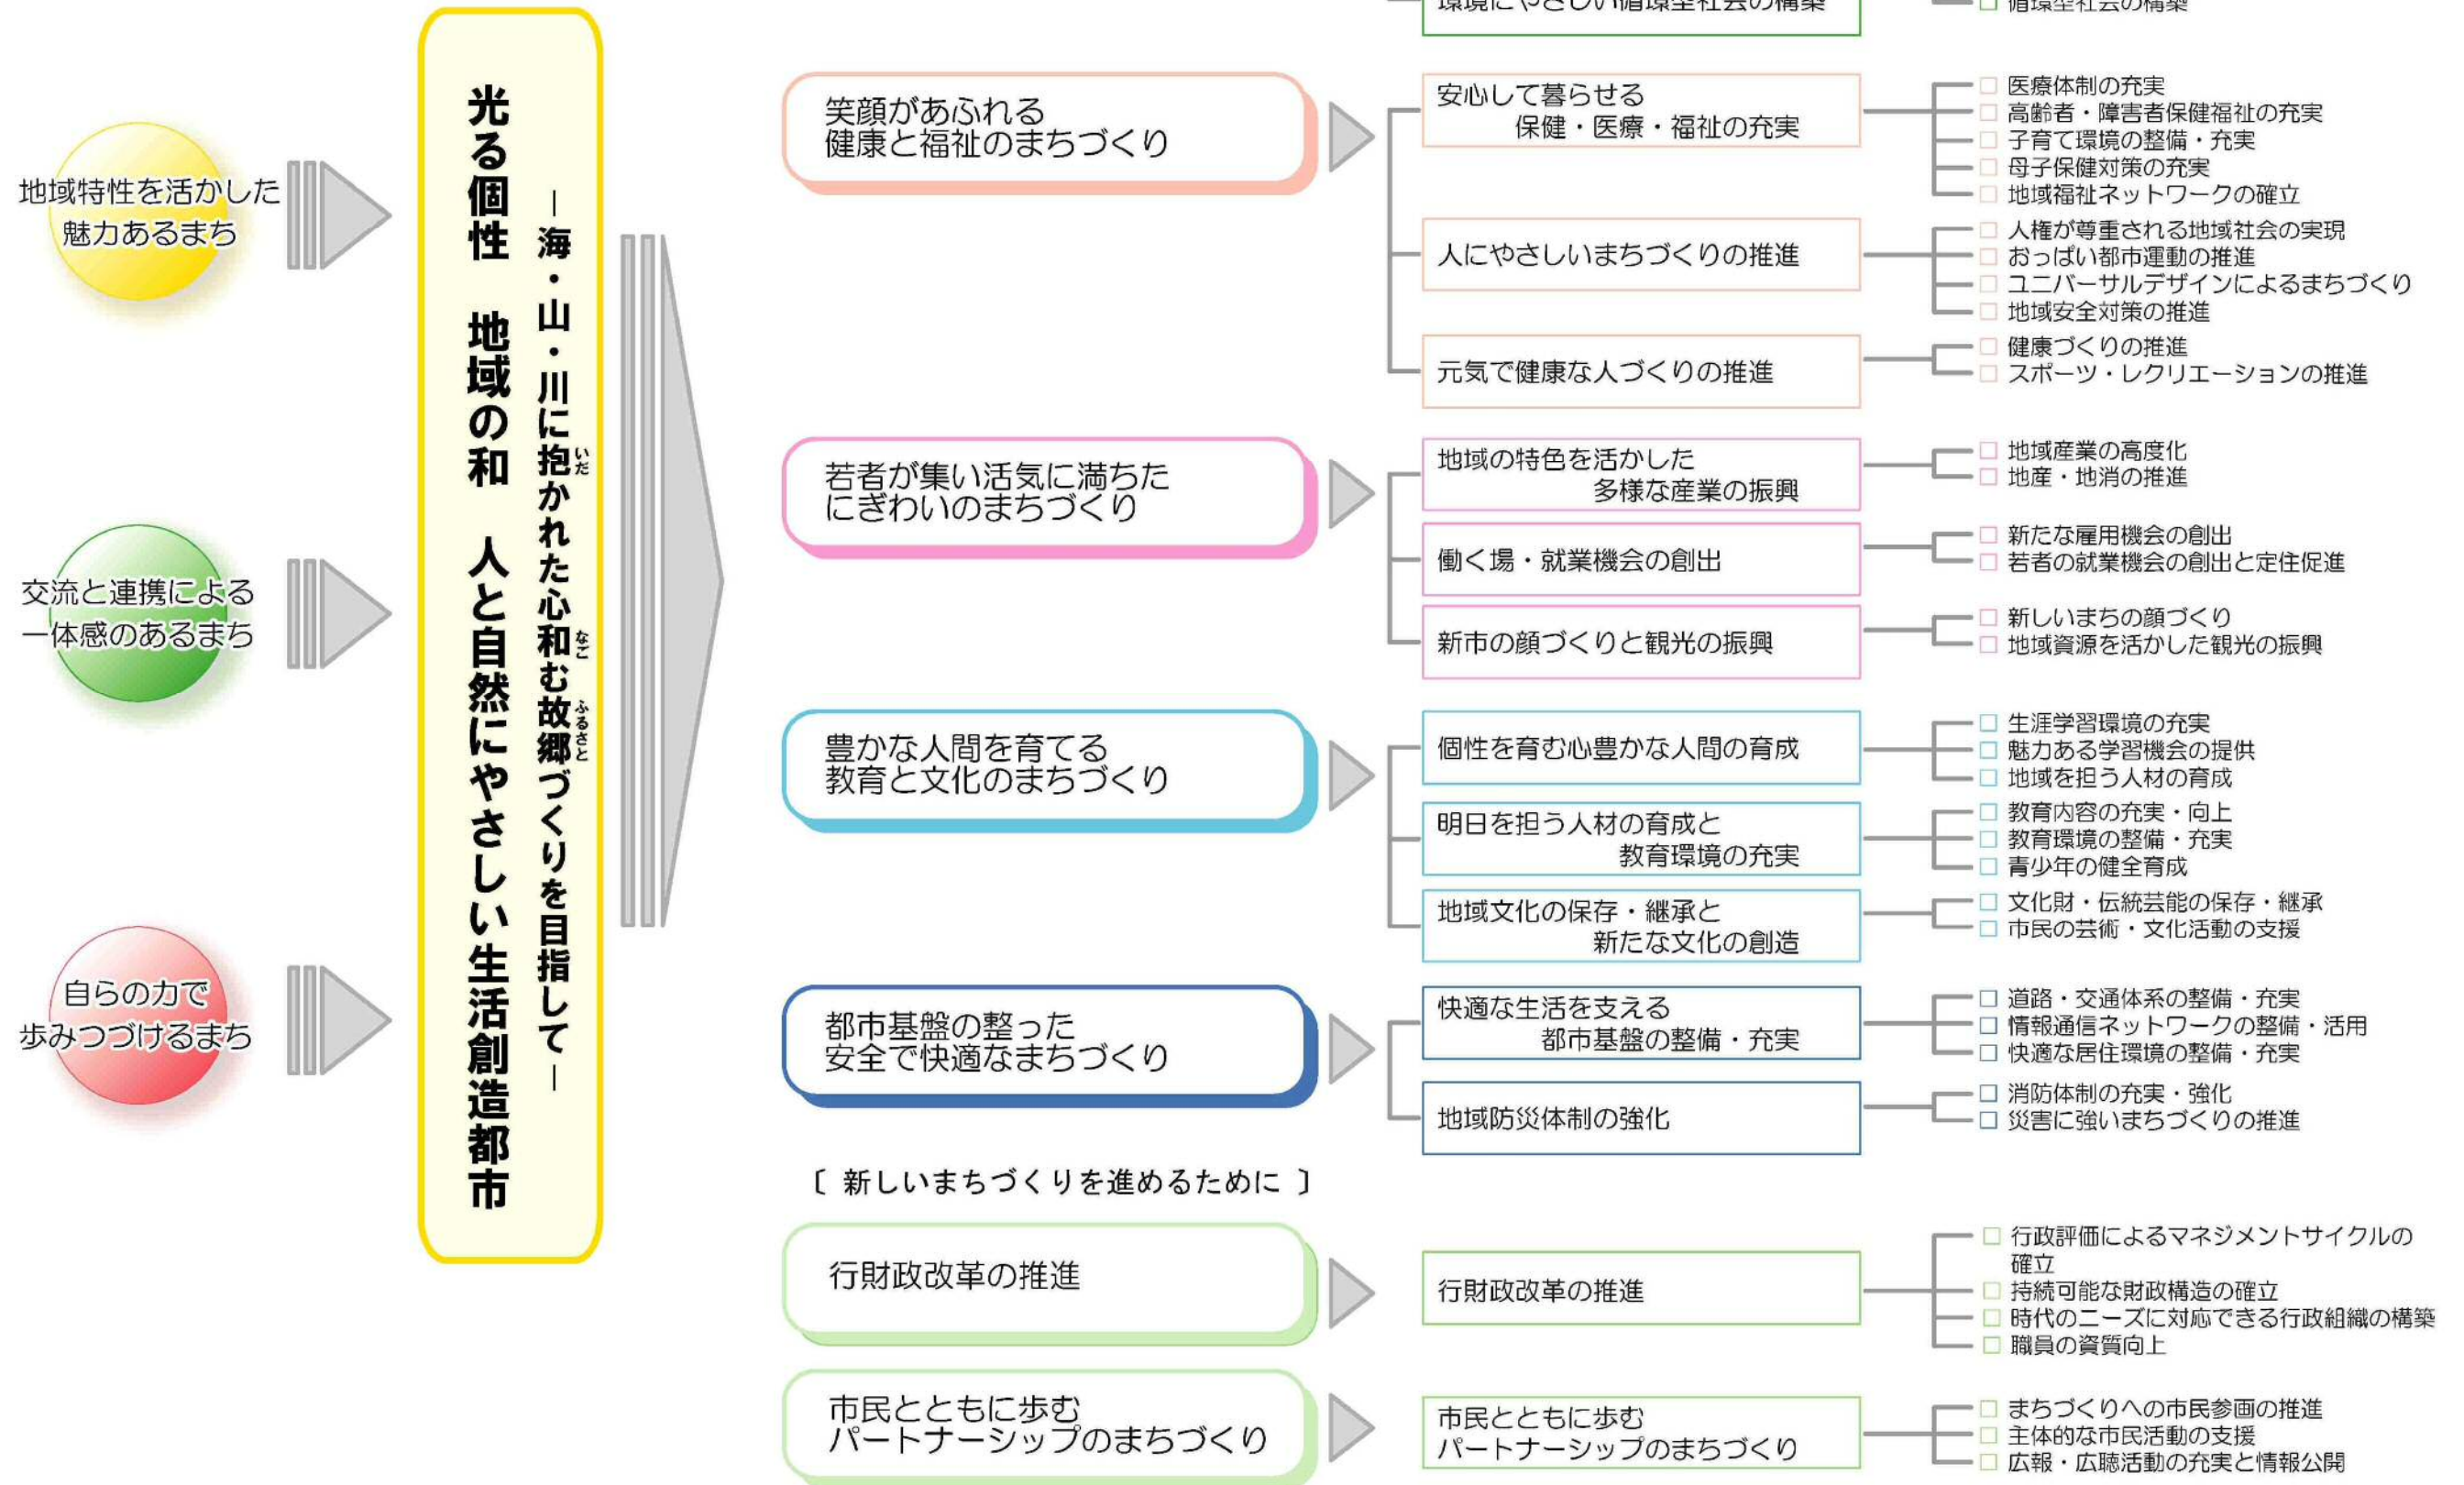 環境にやさしい循環型社会の構築
□ 循環型社会の構築
地域特性を活かした
魅力あるまち
交流と連携による
一体感のあるまち
自らの力で
歩みつづけるまち
光る個性 地域の和 人と自然にやさしい生活創造都市
―海・山・川に抱かれた心和む故郷づくりを目指して―
いだ
なご
ふるさと
笑顔があふれる
健康と福祉のまちづくり
安心して暮らせる
保健・医療・福祉の充実
□ 医療体制の充実
□ 高齢者・障害者保健福祉の充実
□ 子育て環境の整備・充実
□ 母子保健対策の充実
□ 地域福祉ネットワークの確立
人にやさしいまちづくりの推進
□ 人権が尊重される地域社会の実現
□ おっぱい都市運動の推進
□ ユニバーサルデザインによるまちづくり
□ 地域安全対策の推進
元気で健康な人づくりの推進
□ 健康づくりの推進
□ スポーツ・レクリエーションの推進
若者が集い活気に満ちた
にぎわいのまちづくり
地域の特色を活かした
多様な産業の振興
□ 地域産業の高度化
□ 地産・地消の推進
働く場・就業機会の創出
□ 新たな雇用機会の創出
□ 若者の就業機会の創出と定住促進
新市の顔づくりと観光の振興
□ 新しいまちの顔づくり
□ 地域資源を活かした観光の振興
豊かな人間を育てる
教育と文化のまちづくり
個性を育む心豊かな人間の育成
□ 生涯学習環境の充実
□ 魅力ある学習機会の提供
□ 地域を担う人材の育成
明日を担う人材の育成と
教育環境の充実
□ 教育内容の充実・向上
□ 教育環境の整備・充実
□ 青少年の健全育成
地域文化の保存・継承と
新たな文化の創造
□ 文化財・伝統芸能の保存・継承
□ 市民の芸術・文化活動の支援
都市基盤の整った
安全で快適なまちづくり
快適な生活を支える
都市基盤の整備・充実
□ 道路・交通体系の整備・充実
□ 情報通信ネットワークの整備・活用
□ 快適な居住環境の整備・充実
地域防災体制の強化
□ 消防体制の充実・強化
□ 災害に強いまちづくりの推進
〔 新しいまちづくりを進めるために 〕
行財政改革の推進
行財政改革の推進
□ 行政評価によるマネジメントサイクルの
確立
□ 持続可能な財政構造の確立
□ 時代のニーズに対応できる行政組織の構築
□ 職員の資質向上
市民とともに歩む
パートナーシップのまちづくり
市民とともに歩む
パートナーシップのまちづくり
□ まちづくりへの市民参画の推進
□ 主体的な市民活動の支援
□ 広報・広聴活動の充実と情報公開